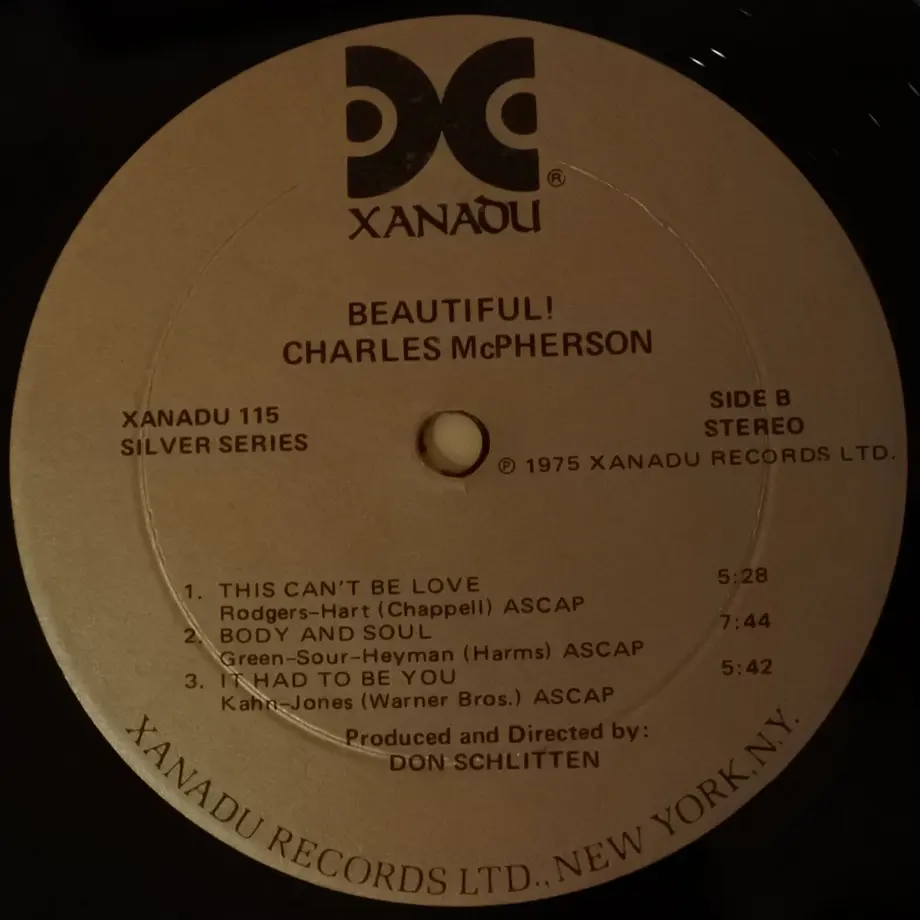 ®
XANADU
BEAUTIFUL!
CHARLES McPHERSON
XANADU 115
SILVER SERIES
SIDE B
STEREO
℗ 1975 XANADU RECORDS LTD.
1. THIS CAN'T BE LOVE 5:28
Rodgers-Hart (Chappell) ASCAP
2. BODY AND SOUL 7:44
Green-Sour-Heyman (Harms) ASCAP
3. IT HAD TO BE YOU 5:42
Kahn-Jones (Warner Bros.) ASCAP
Produced and Directed by:
DON SCHLITTEN
XANADU RECORDS LTD., NEW YORK, N.Y.